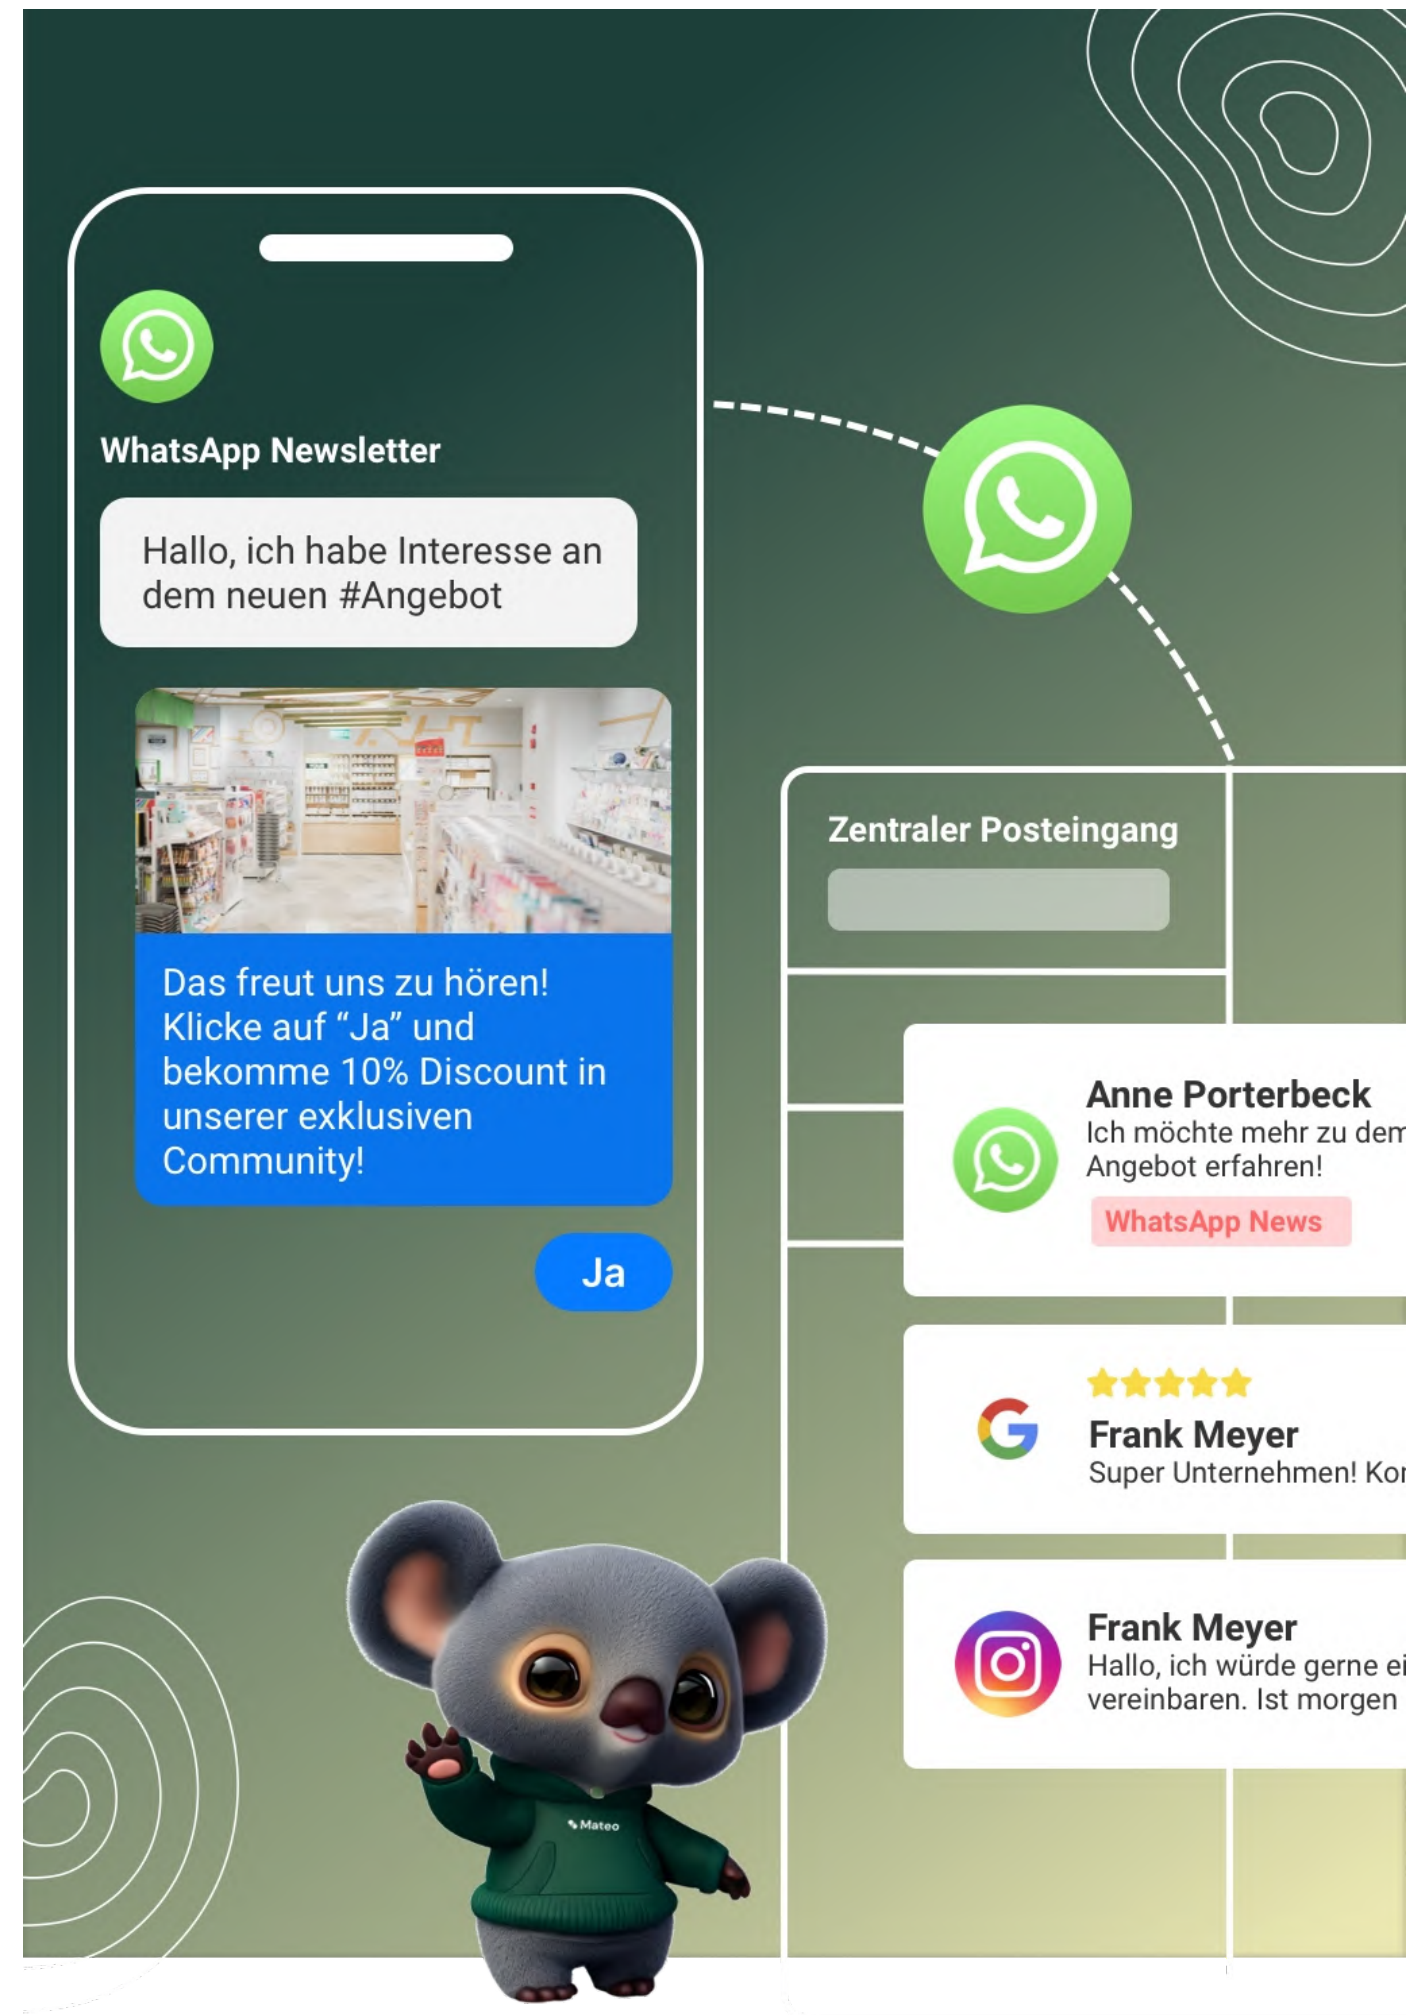 WhatsApp Newsletter
Hallo, ich habe Interesse an
dem neuen #Angebot
Das freut uns zu hören!
Klicke auf “Ja” und
bekomme 10% Discount in
unserer exklusiven
Community!
Ja
Zentraler Posteingang
Anne Porterbeck
Ich möchte mehr zu dem
Angebot erfahren!
WhatsApp News
Frank Meyer
Super Unternehmen!
Frank Meyer
Hallo, ich würde gerne
vereinbaren. Ist morgen
Mateo